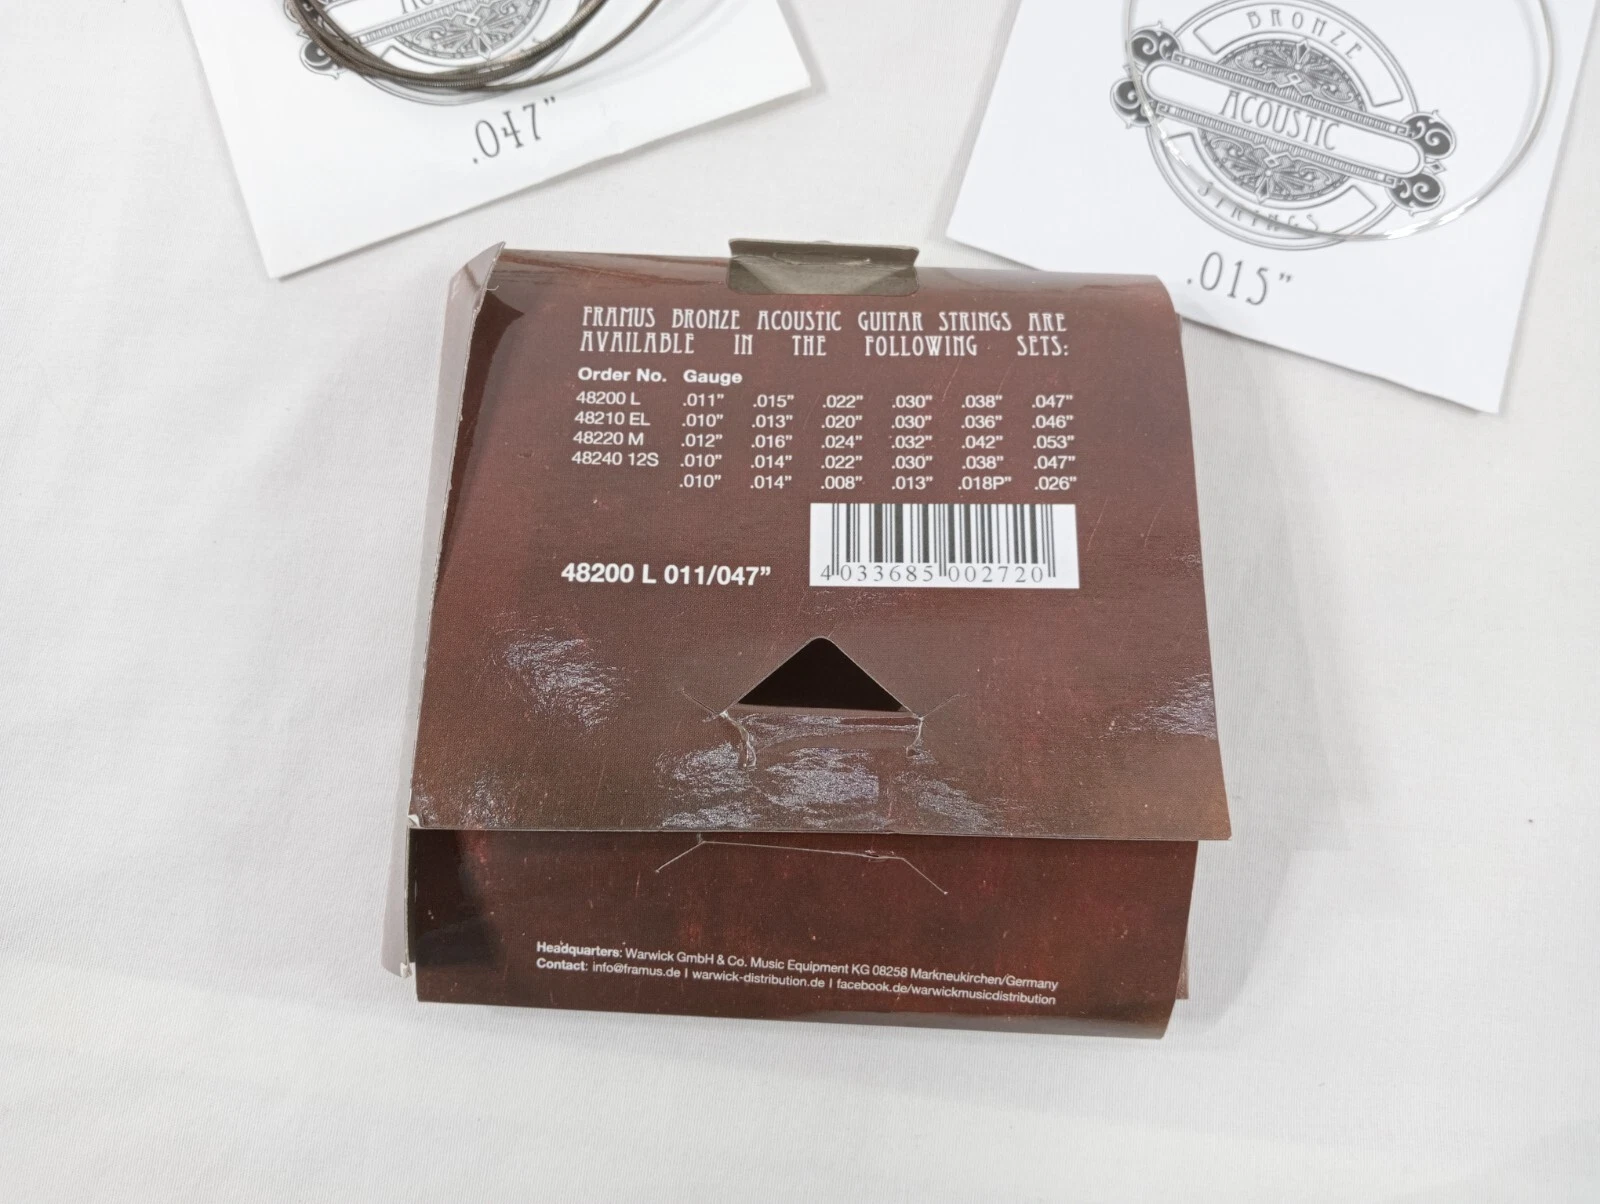 .047"
BRONZE
ACOUSTIC
STRINGS
.015"
FRAMUS BRONZE ACOUSTIC GUITAR STRINGS ARE
AVAILABLE IN THE FOLLOWING SETS:
Order No. Gauge
48200 L .011" .015" .022" .030" .038" .047"
48210 EL .010" .013" .020" .030" .036" .046"
48220 M .012" .016" .024" .032" .042" .053"
48240 12S .010" .014" .022" .030" .038" .047"
.010" .014" .008" .013" .018P" .026"
48200 L 011/047"
4 033685 002720
Headquarters: Warwick GmbH & Co. Music Equipment KG 08258 Markneukirchen/Germany
Contact: info@framus.de I warwick-distribution.de I facebook.de/warwickmusicdistribution